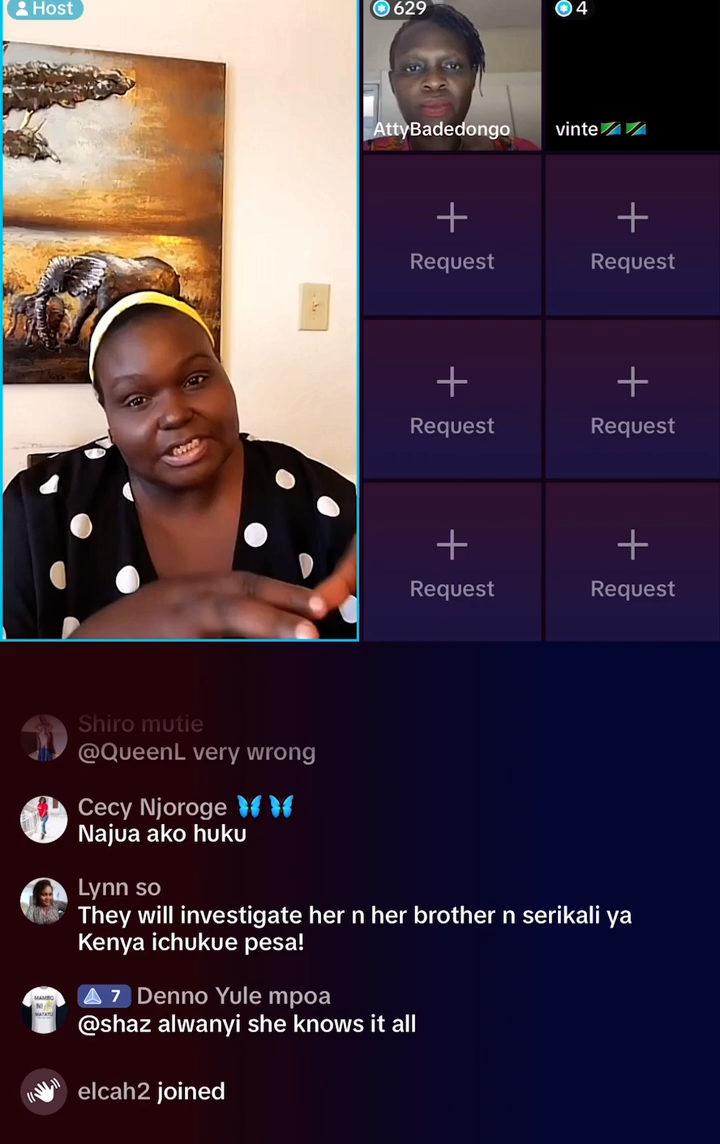 Host
629
4
AttyBadedongo
vinte
Request
Request
Request
Request
Request
Request
Shiro mutie
@QueenL very wrong
Cecy Njoroge
Najua ako huku
Lynn so
They will investigate her n her brother n serikali ya
Kenya ichukue pesa!
7 Denno Yule mpoa
@shaz alwanyi she knows it all
elcah2 joined